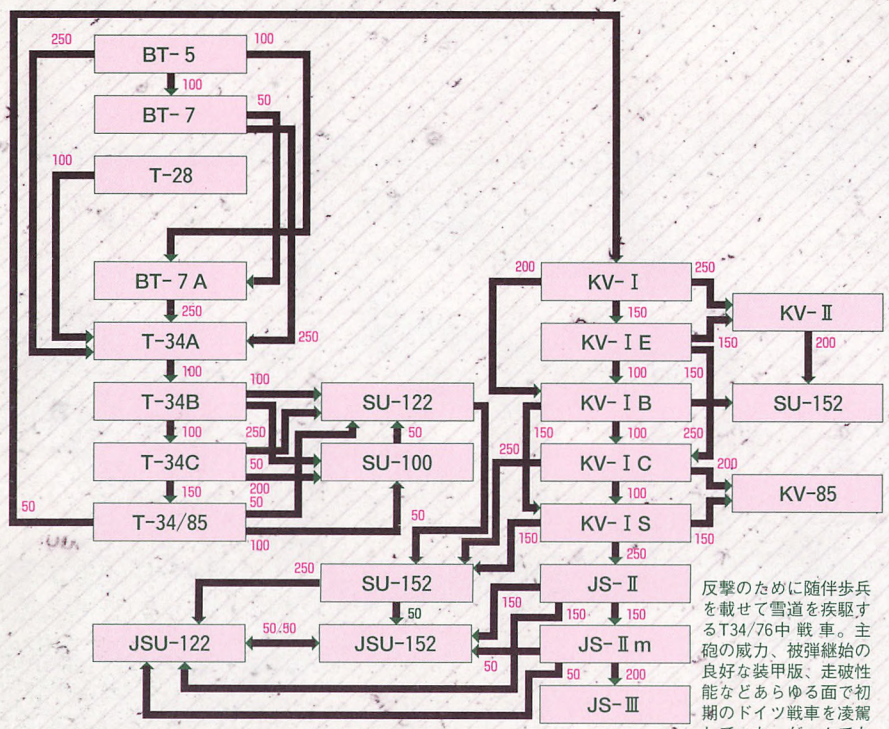 250
BT-5
100
100
BT-7
50
100
T-28
BT-7A
250
T-34A
250
100
T-34B
100
100
250
T-34C
50
150
200
T-34/85
50
50
100
SU-122
50
SU-100
50
200
KV-Ⅰ
250
150
KV-ⅠE
150
150
100
KV-ⅠB
150
100
250
250
KV-ⅠC
200
100
KV-ⅠS
150
150
250
KV-Ⅱ
200
SU-152
KV-85
250
SU-152
50
JSU-122
50.90
JSU-152
150
JS-Ⅱ
150
150
50
JS-Ⅱm
50
200
JS-Ⅲ
反撃のために随伴歩兵
を載せて雪道を疾駆す
るT34/76中戦車。主
砲の威力、被弾継始の
良好な装甲版、走破性
能などあらゆる面で初
期のドイツ戦車を凌駕